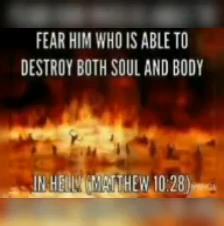 FEAR HIM WHO IS ABLE TO
DESTROY BOTH SOUL AND BODY
IN HELL! (MATTHEW 10:28)